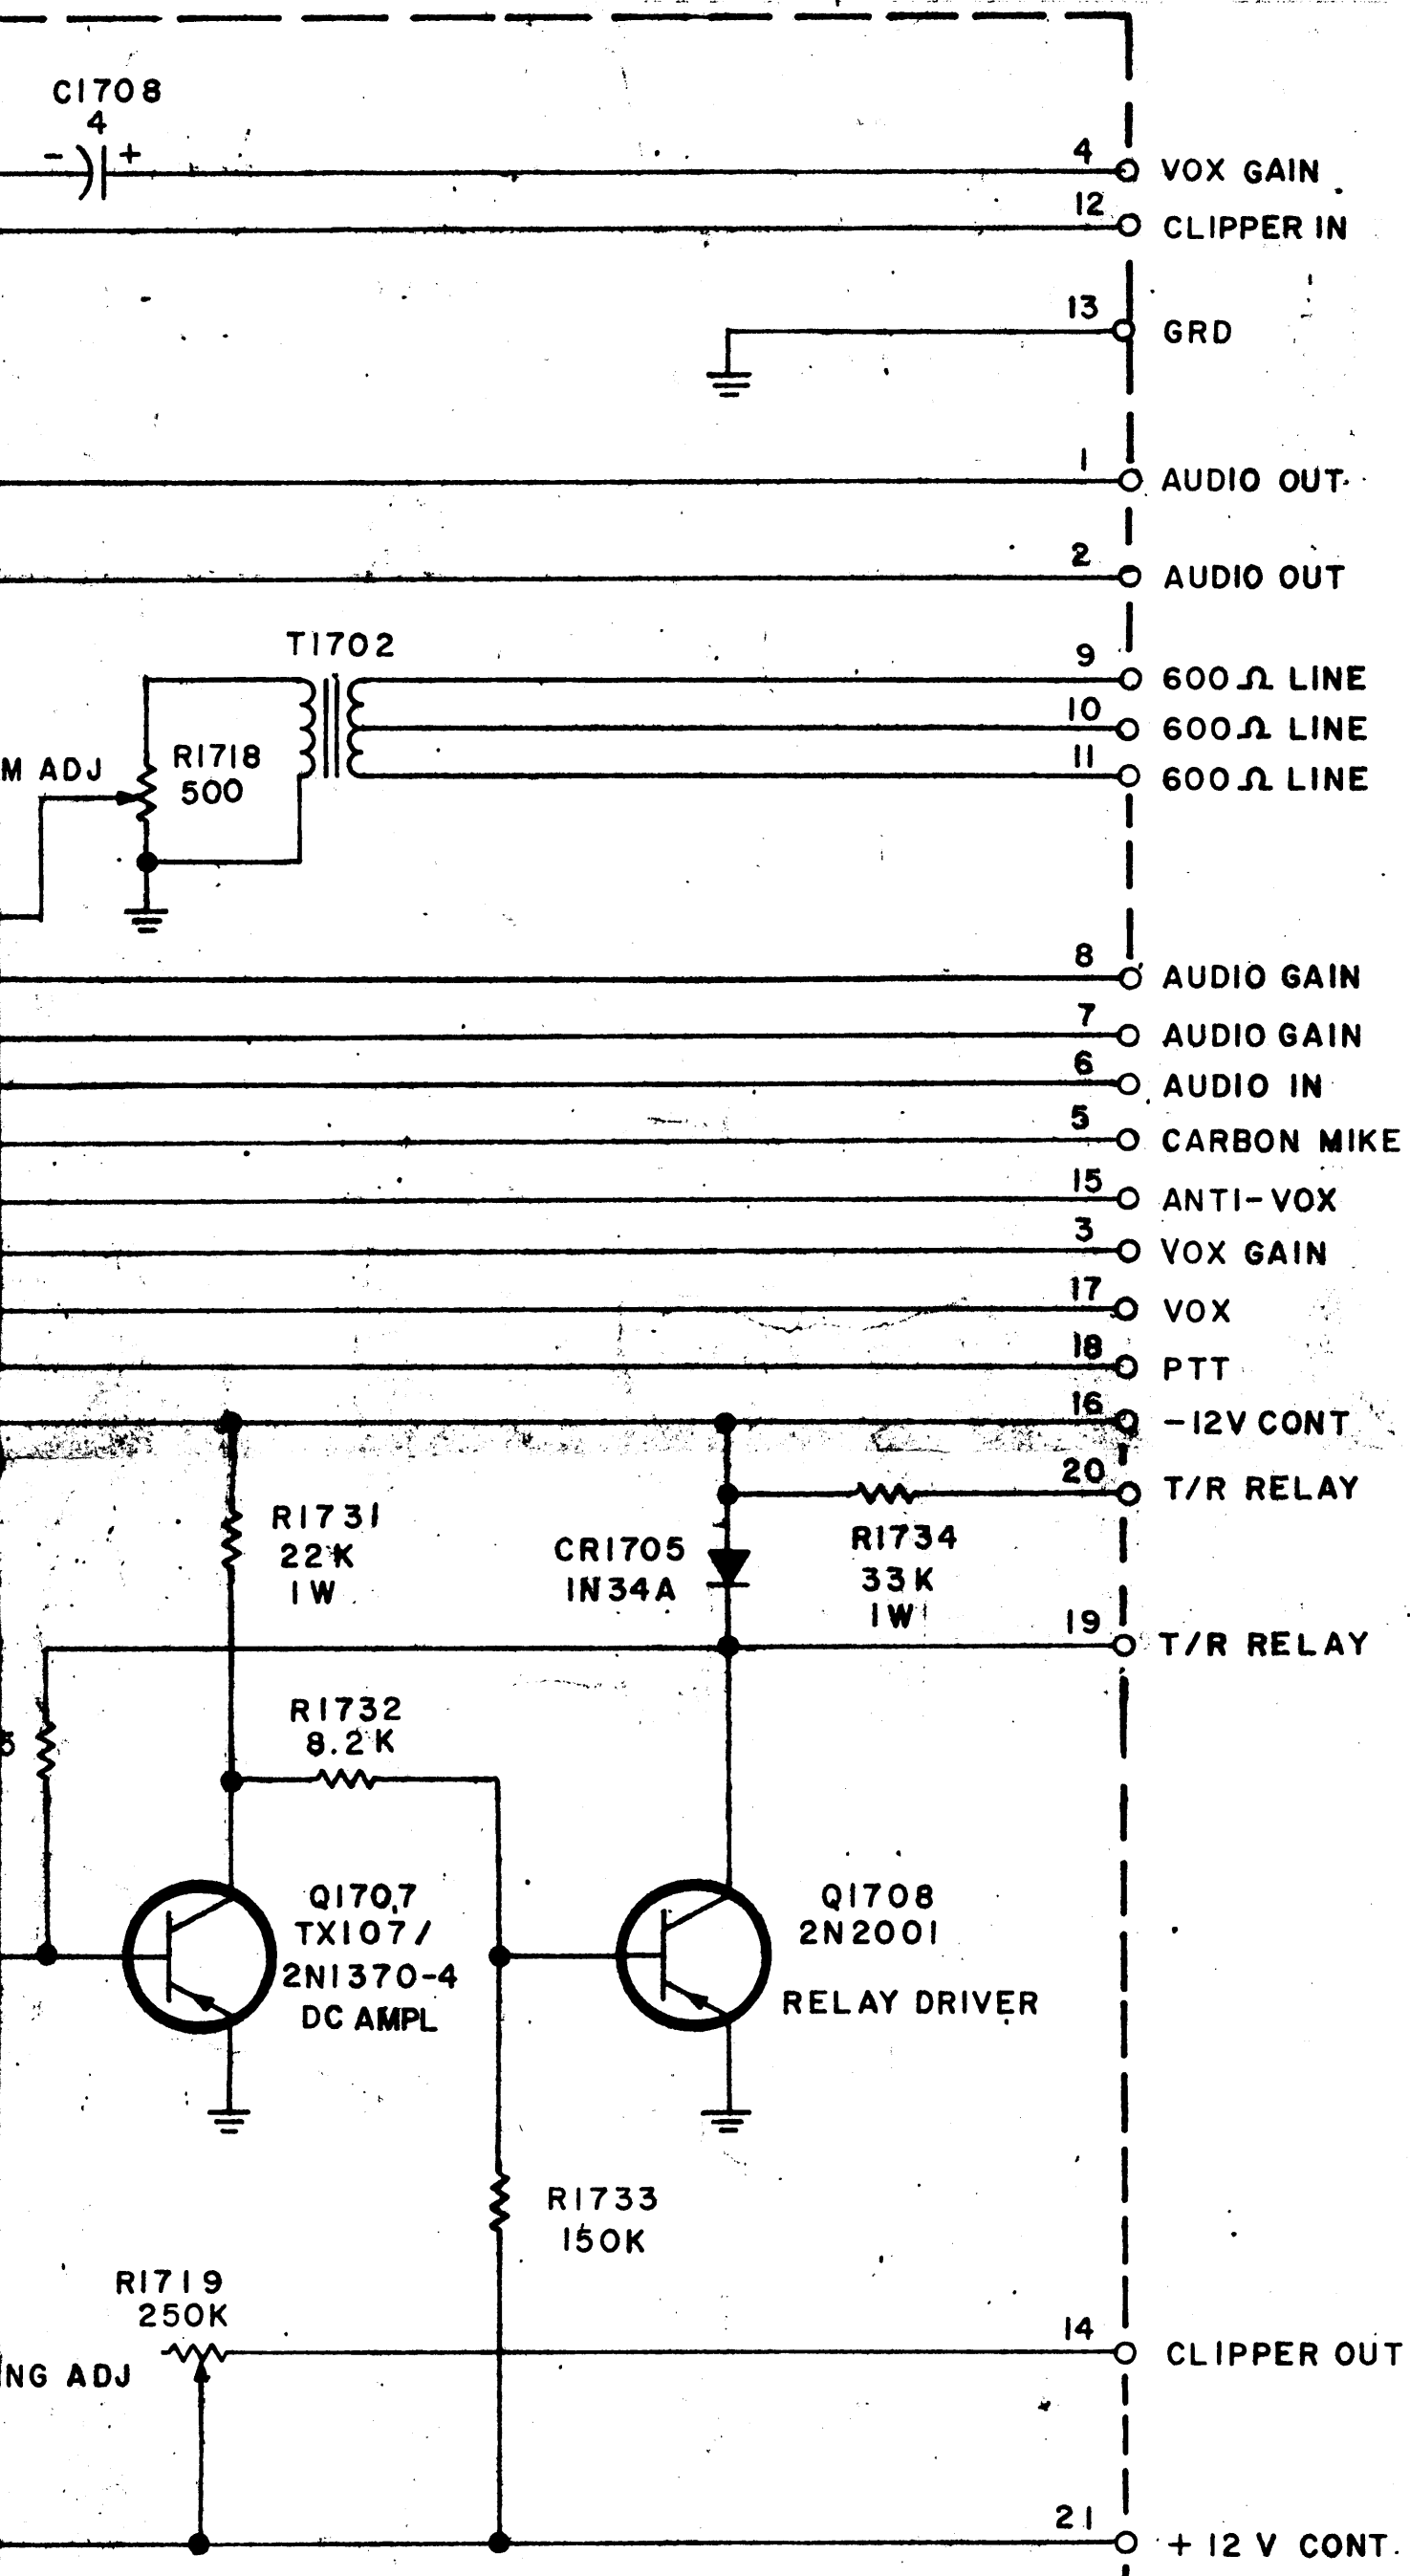 C1708
4
- +
4 VOX GAIN
12 CLIPPER IN
13 GRD
1 AUDIO OUT
2 AUDIO OUT
T1702
9 600 Ω LINE
10 600 Ω LINE
11 600 Ω LINE
M ADJ
R1718
500
8 AUDIO GAIN
7 AUDIO GAIN
6 AUDIO IN
5 CARBON MIKE
15 ANTI-VOX
3 VOX GAIN
17 VOX
18 PTT
16 -12V CONT
20 T/R RELAY
R1731
22K
1W
CR1705
1N34A
R1734
33K
1W
19 T/R RELAY
R1732
8.2K
5
Q1707
TX107/
2N1370-4
DC AMPL
Q1708
2N2001
RELAY DRIVER
R1733
150K
R1719
250K
14 CLIPPER OUT
NG ADJ
21 +12 V CONT.